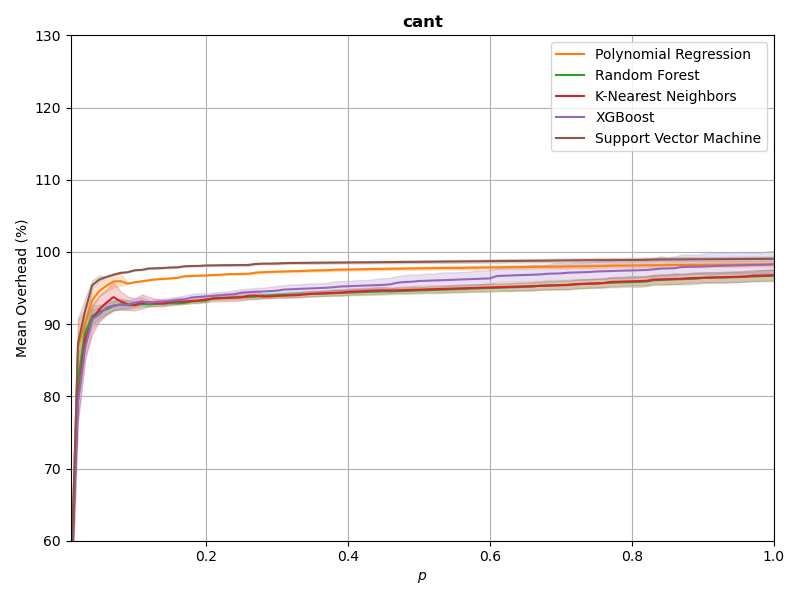 cant
130
120
110
100
90
80
70
60
Mean Overhead (%)
Polynomial Regression
Random Forest
K-Nearest Neighbors
XGBoost
Support Vector Machine
0.2
0.4
0.6
0.8
1.0
p